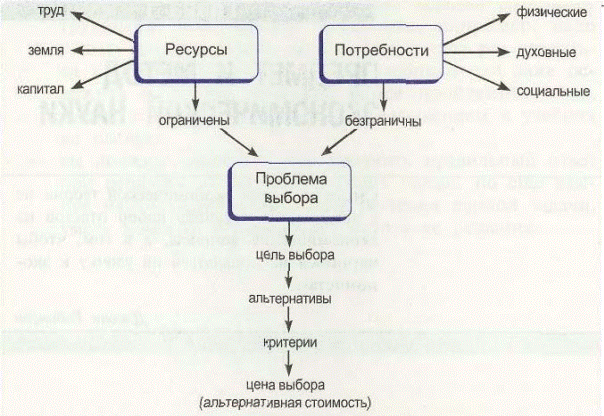 труд
земля
капитал
Ресурсы
Потребности
физические
духовные
социальные
ограничены
безграничны
Проблема
выбора
цель выбора
альтернативы
критерии
цена выбора
(альтернативная стоимость)